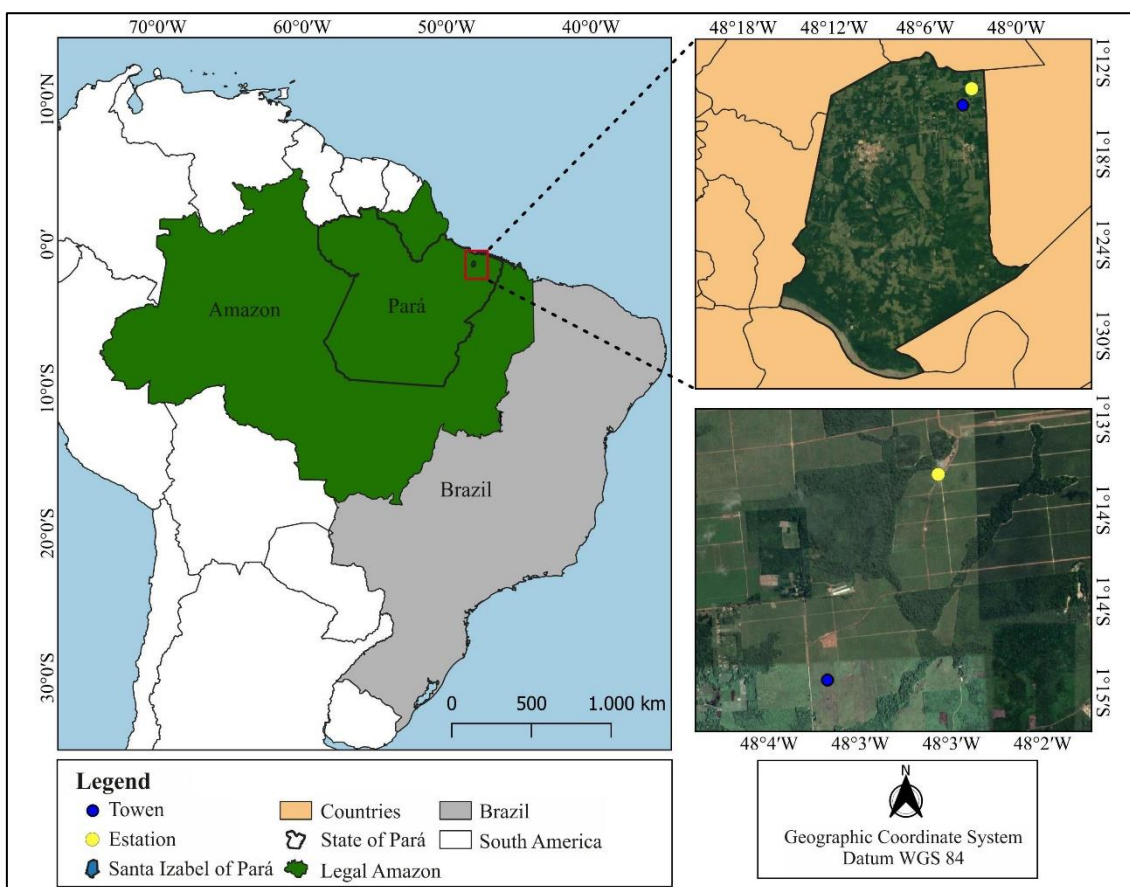 70°0'W 60°0'W 50°0'W 40°0'W
10°0'N
0°0'
10°0'S
20°0'S
30°0'S
Amazon
Pará
Brazil
0 500 1.000 km
48°18'W 48°12'W 48°6'W 48°0'W
1°12'S
1°18'S
1°24'S
1°30'S
1°13'S
1°14'S
1°14'S
1°15'S
48°4'W 48°3'W 48°3'W 48°2'W
Legend
Towen
Estation
Santa Izabel of Pará
Countries
State of Pará
Legal Amazon
Brazil
South America
N
Geographic Coordinate System
Datum WGS 84